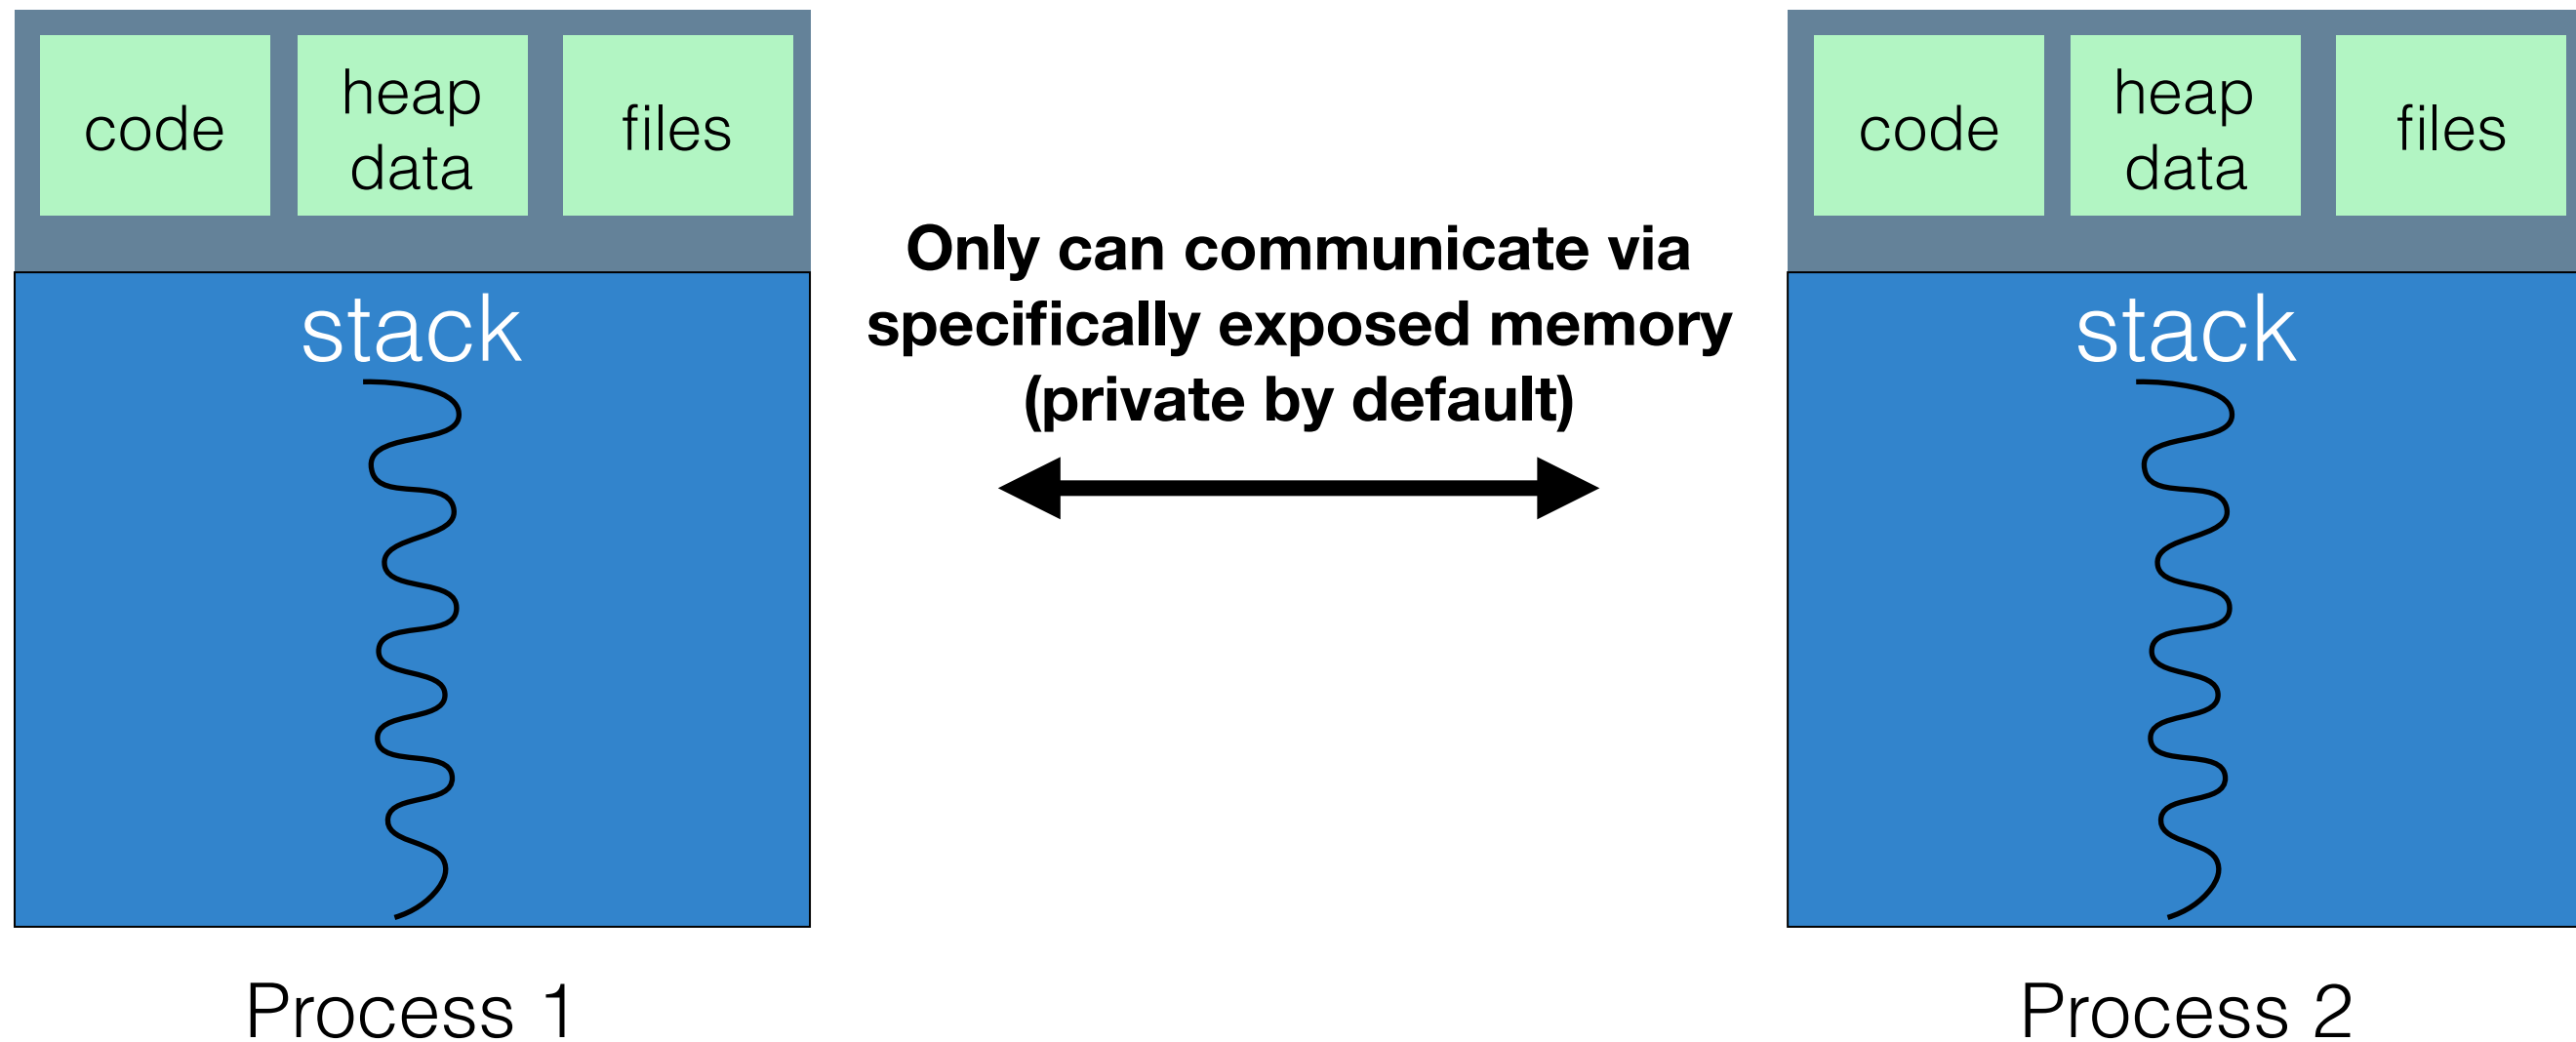 code
heap
data
files
stack
Process 1
Only can communicate via
specifically exposed memory
(private by default)
code
heap
data
files
stack
Process 2